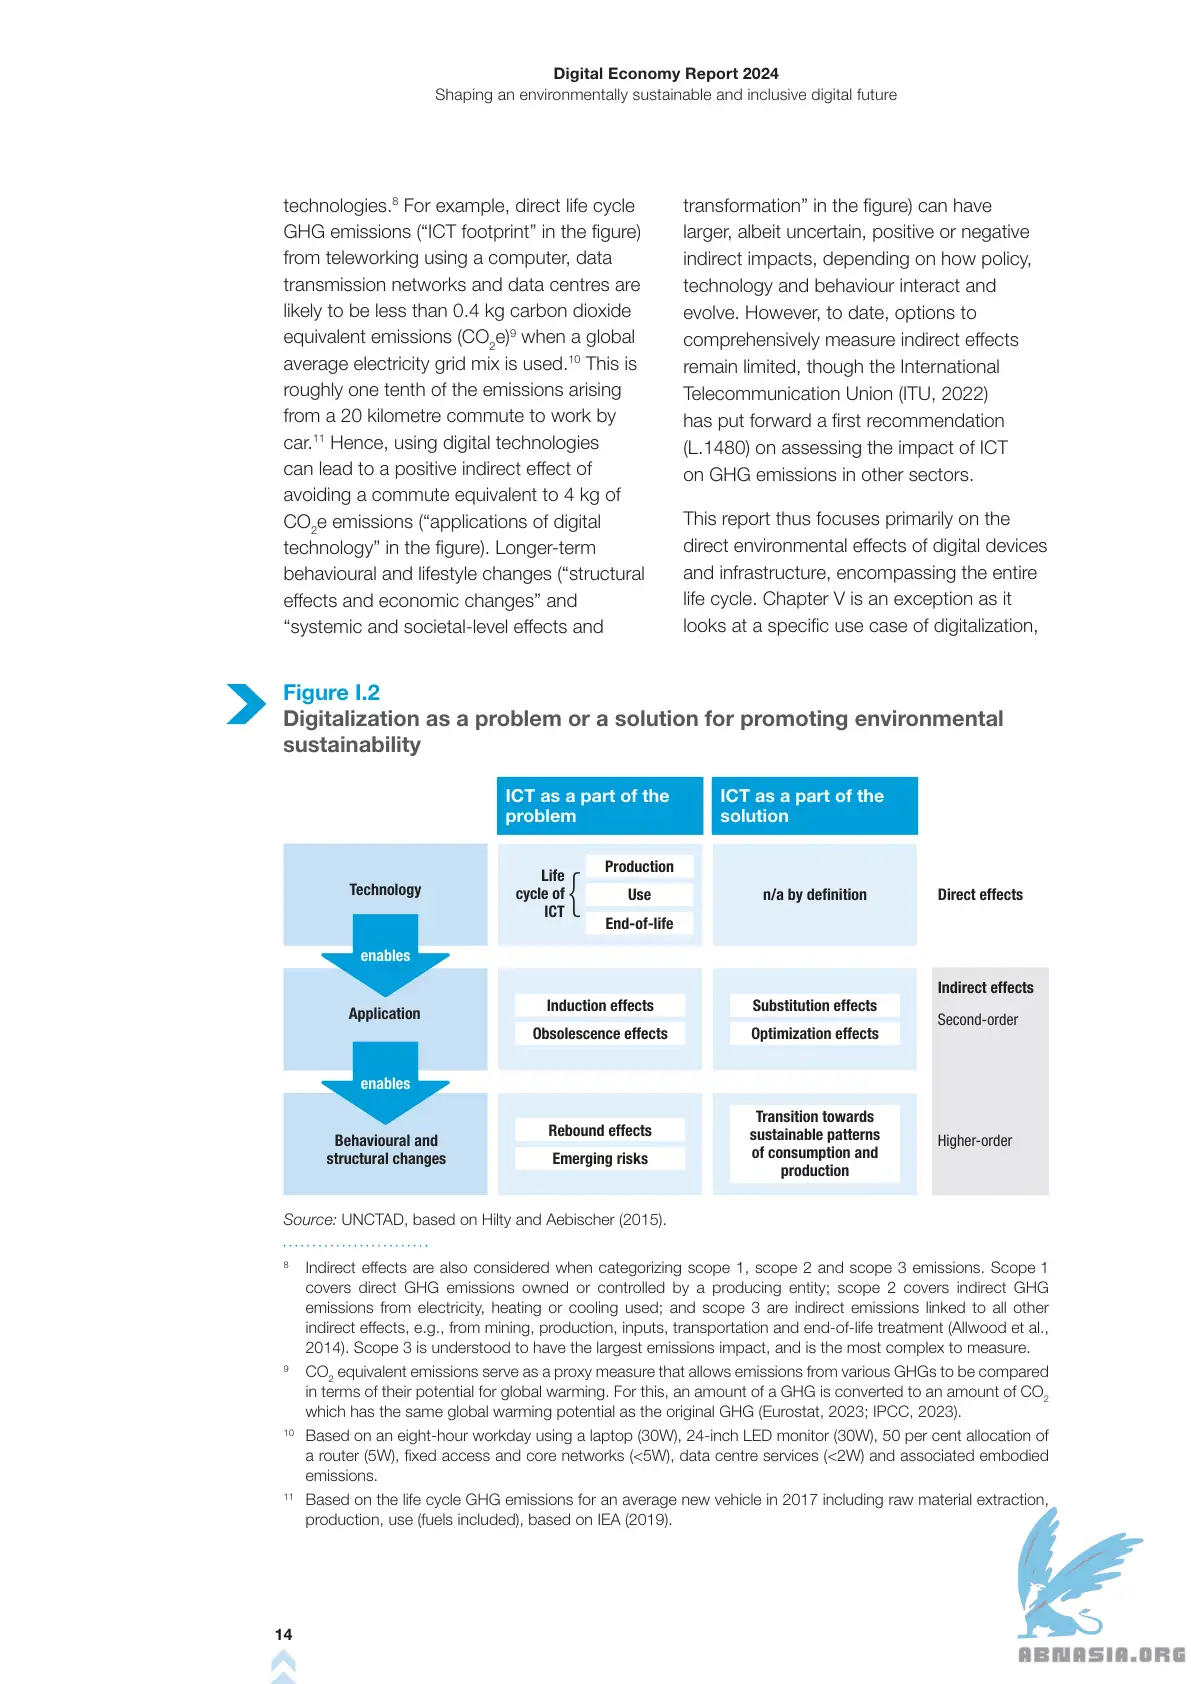 Digital Economy Report 2024
Shaping an environmentally sustainable and inclusive digital future
technologies.⁸ For example, direct life cycle
GHG emissions (“ICT footprint” in the figure)
from teleworking using a computer, data
transmission networks and data centres are
likely to be less than 0.4 kg carbon dioxide
equivalent emissions (CO₂e)⁹ when a global
average electricity grid mix is used.¹⁰ This is
roughly one tenth of the emissions arising
from a 20 kilometre commute to work by
car.¹¹ Hence, using digital technologies
can lead to a positive indirect effect of
avoiding a commute equivalent to 4 kg of
CO₂e emissions (“applications of digital
technology” in the figure). Longer-term
behavioural and lifestyle changes (“structural
effects and economic changes” and
“systemic and societal-level effects and
transformation” in the figure) can have
larger, albeit uncertain, positive or negative
indirect impacts, depending on how policy,
technology and behaviour interact and
evolve. However, to date, options to
comprehensively measure indirect effects
remain limited, though the International
Telecommunication Union (ITU, 2022)
has put forward a first recommendation
(L.1480) on assessing the impact of ICT
on GHG emissions in other sectors.
This report thus focuses primarily on the
direct environmental effects of digital devices
and infrastructure, encompassing the entire
life cycle. Chapter V is an exception as it
looks at a specific use case of digitalization,
Figure I.2
Digitalization as a problem or a solution for promoting environmental
sustainability
ICT as a part of the
problem
ICT as a part of the
solution
Technology
Life
cycle of
ICT
Production
Use
End-of-life
n/a by definition
Direct effects
enables
Application
Induction effects
Obsolescence effects
Substitution effects
Optimization effects
Indirect effects
Second-order
enables
Behavioural and
structural changes
Rebound effects
Emerging risks
Transition towards
sustainable patterns
of consumption and
production
Higher-order
Source: UNCTAD, based on Hilty and Aebischer (2015).
⁸ Indirect effects are also considered when categorizing scope 1, scope 2 and scope 3 emissions. Scope 1
covers direct GHG emissions owned or controlled by a producing entity; scope 2 covers indirect GHG
emissions from electricity, heating or cooling used; and scope 3 are indirect emissions linked to all other
indirect effects, e.g., from mining, production, inputs, transportation and end-of-life treatment (Allwood et al.,
2014). Scope 3 is understood to have the largest emissions impact, and is the most complex to measure.
⁹ CO₂ equivalent emissions serve as a proxy measure that allows emissions from various GHGs to be compared
in terms of their potential for global warming. For this, an amount of a GHG is converted to an amount of CO₂
which has the same global warming potential as the original GHG (Eurostat, 2023; IPCC, 2023).
¹⁰ Based on an eight-hour workday using a laptop (30W), 24-inch LED monitor (30W), 50 per cent allocation of
a router (5W), fixed access and core networks (<5W), data centre services (<2W) and associated embodied
emissions.
¹¹ Based on the life cycle GHG emissions for an average new vehicle in 2017 including raw material extraction,
production, use (fuels included), based on IEA (2019).
14
ABNASIA.ORG